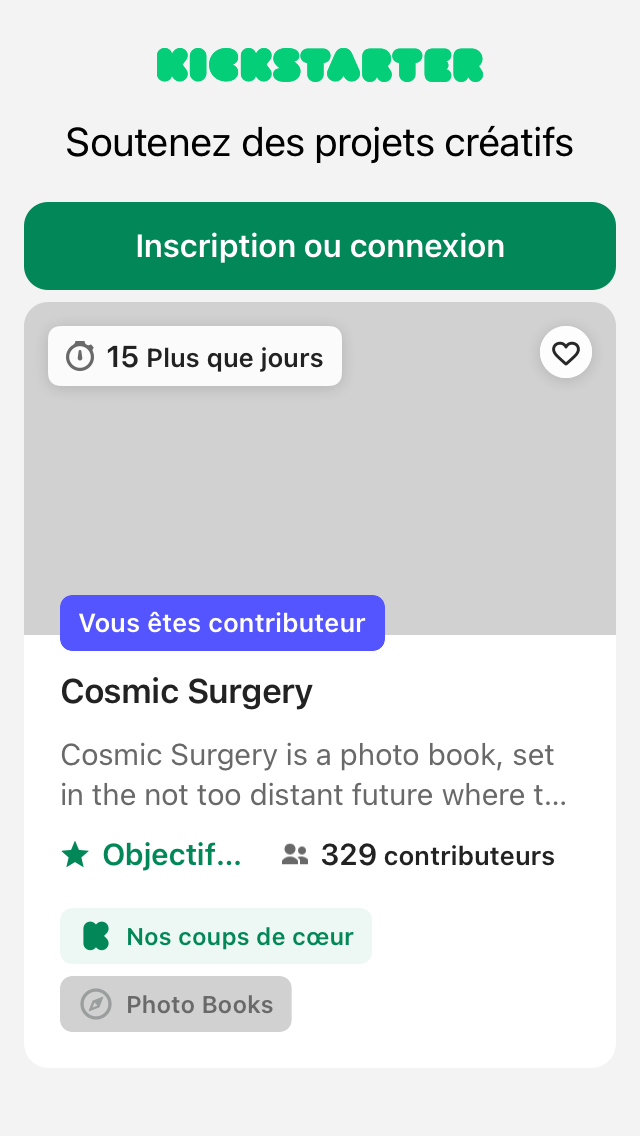 KICKSTARTER
Soutenez des projets créatifs
Inscription ou connexion
15 Plus que jours
Vous êtes contributeur
Cosmic Surgery
Cosmic Surgery is a photo book, set
in the not too distant future where t...
Objectif... 329 contributeurs
Nos coups de cœur
Photo Books